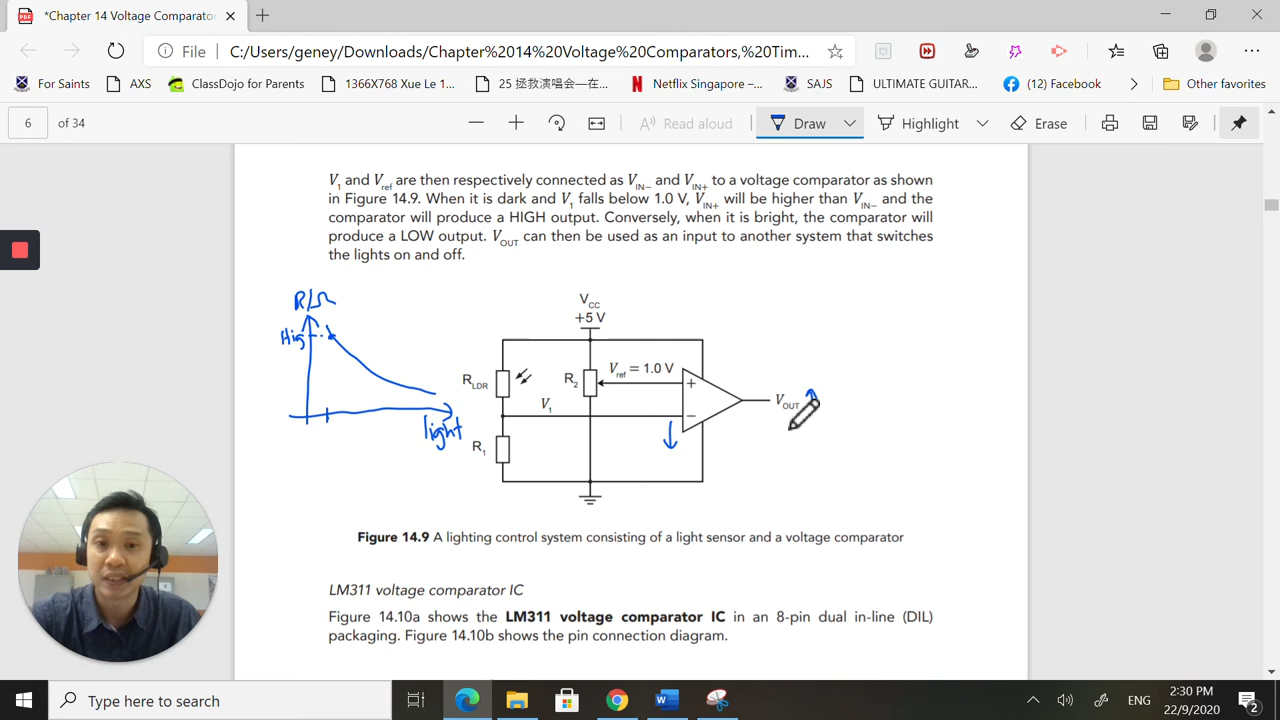 *Chapter 14 Voltage Comparator
File C:/Users/geney/Downloads/Chapter%2014%20Voltage%20Comparators,%20Tim...
For Saints AXS ClassDojo for Parents 1366X768 Xue Le 1... 25 拯救演唱会—在... Netflix Singapore –... SAJS ULTIMATE GUITAR... (12) Facebook Other favorites
6 of 34 Read aloud Draw Highlight Erase
V1 and Vref are then respectively connected as VIN– and VIN+ to a voltage comparator as shown
in Figure 14.9. When it is dark and V1 falls below 1.0 V, VIN+ will be higher than VIN– and the
comparator will produce a HIGH output. Conversely, when it is bright, the comparator will
produce a LOW output. VOUT can then be used as an input to another system that switches
the lights on and off.
R/Ω
Hig
light
VCC
+5 V
RLDR
R2
Vref = 1.0 V
+
V1
–
VOUT
R1
Figure 14.9 A lighting control system consisting of a light sensor and a voltage comparator
LM311 voltage comparator IC
Figure 14.10a shows the LM311 voltage comparator IC in an 8-pin dual in-line (DIL)
packaging. Figure 14.10b shows the pin connection diagram.
Type here to search
ENG
2:30 PM
22/9/2020
2